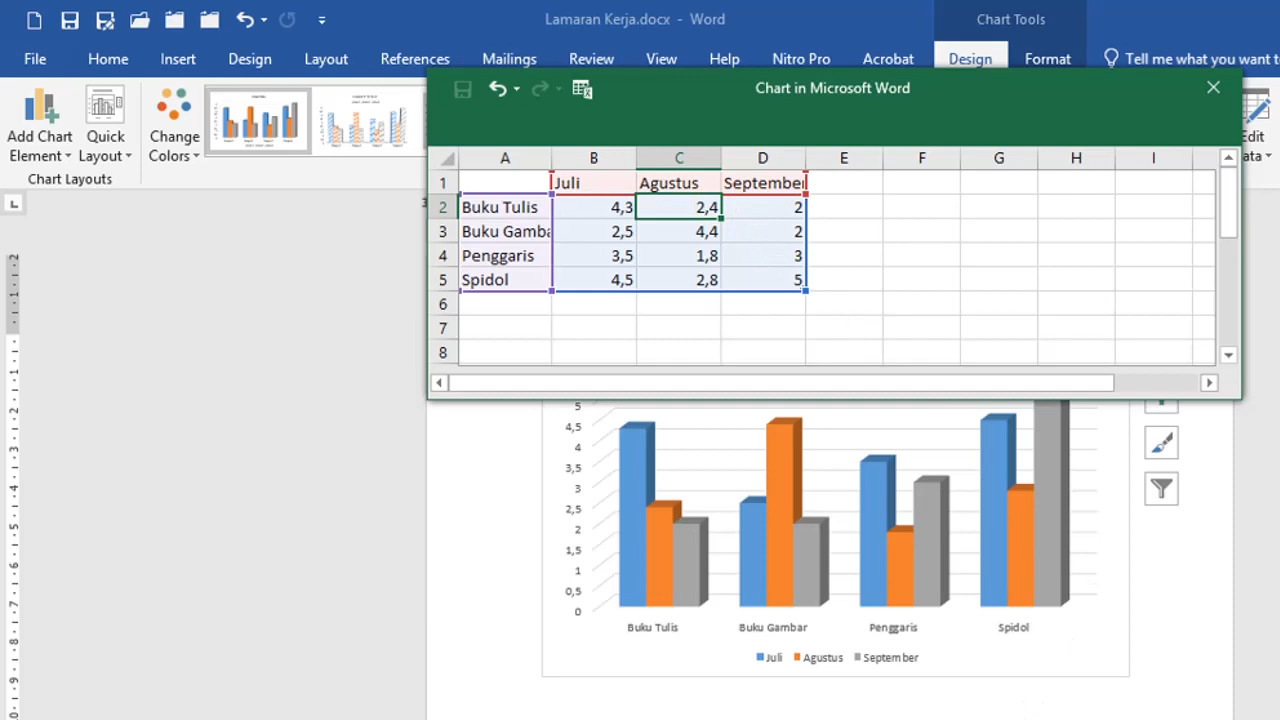 Lamaran Kerja.docx - Word
Chart Tools
File Home Insert Design Layout References Mailings Review View Help Nitro Pro Acrobat Design Format Tell me what you want
Chart in Microsoft Word
Add Chart Element
Quick Layout
Change Colors
Chart Layouts
Edit
A B C D E F G H I
1 Juli Agustus September
2 Buku Tulis 4,3 2,4 2
3 Buku Gamba 2,5 4,4 2
4 Penggaris 3,5 1,8 3
5 Spidol 4,5 2,8 5
6
7
8
5
4,5
4
3,5
3
2,5
2
1,5
1
0,5
0
Buku Tulis Buku Gambar Penggaris Spidol
Juli Agustus September